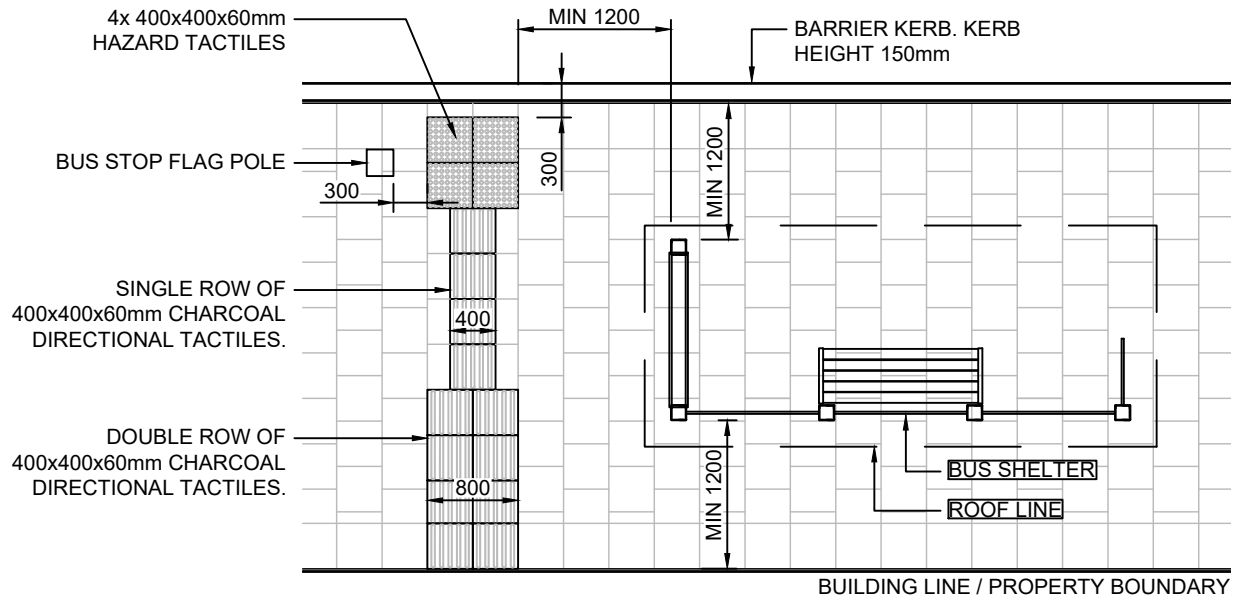 4x 400x400x60mm
HAZARD TACTILES
MIN 1200
BARRIER KERB. KERB
HEIGHT 150mm
BUS STOP FLAG POLE
300
300
MIN 1200
SINGLE ROW OF
400x400x60mm CHARCOAL
DIRECTIONAL TACTILES.
400
DOUBLE ROW OF
400x400x60mm CHARCOAL
DIRECTIONAL TACTILES.
800
MIN 1200
BUS SHELTER
ROOF LINE
BUILDING LINE / PROPERTY BOUNDARY